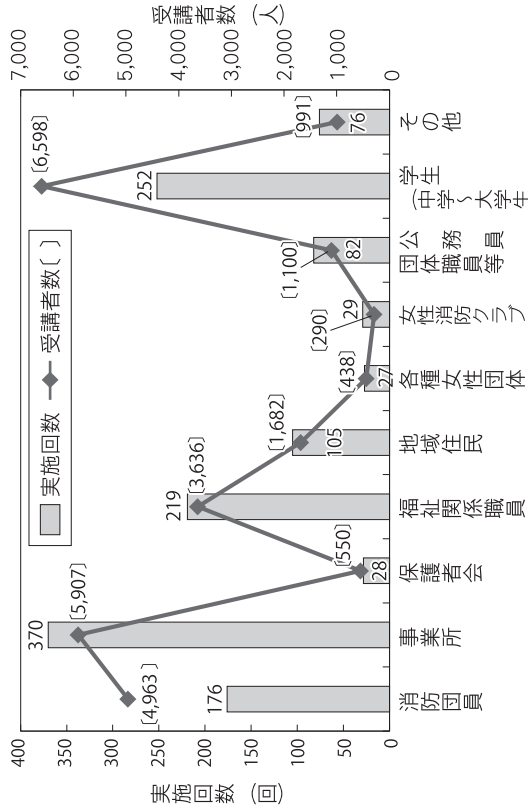 実施回数 受講者数〔 〕
実施回数(回)
400
350
300
250
200
150
100
50
0
受講者数(人)
7,000
6,000
5,000
4,000
3,000
2,000
1,000
0
176
〔4,963 〕
370
〔5,907〕
28
〔550〕
219
〔3,636〕
105
〔1,682〕
27
〔438〕
29
〔290〕
82
〔1,100〕
252
〔6,598〕
76
〔991〕
消防団員
事業所
保護者会
福祉関係職員
地域住民
各種女性団体
女性消防クラブ
公務員
団体職員等
学生
(中学~大学生
その他